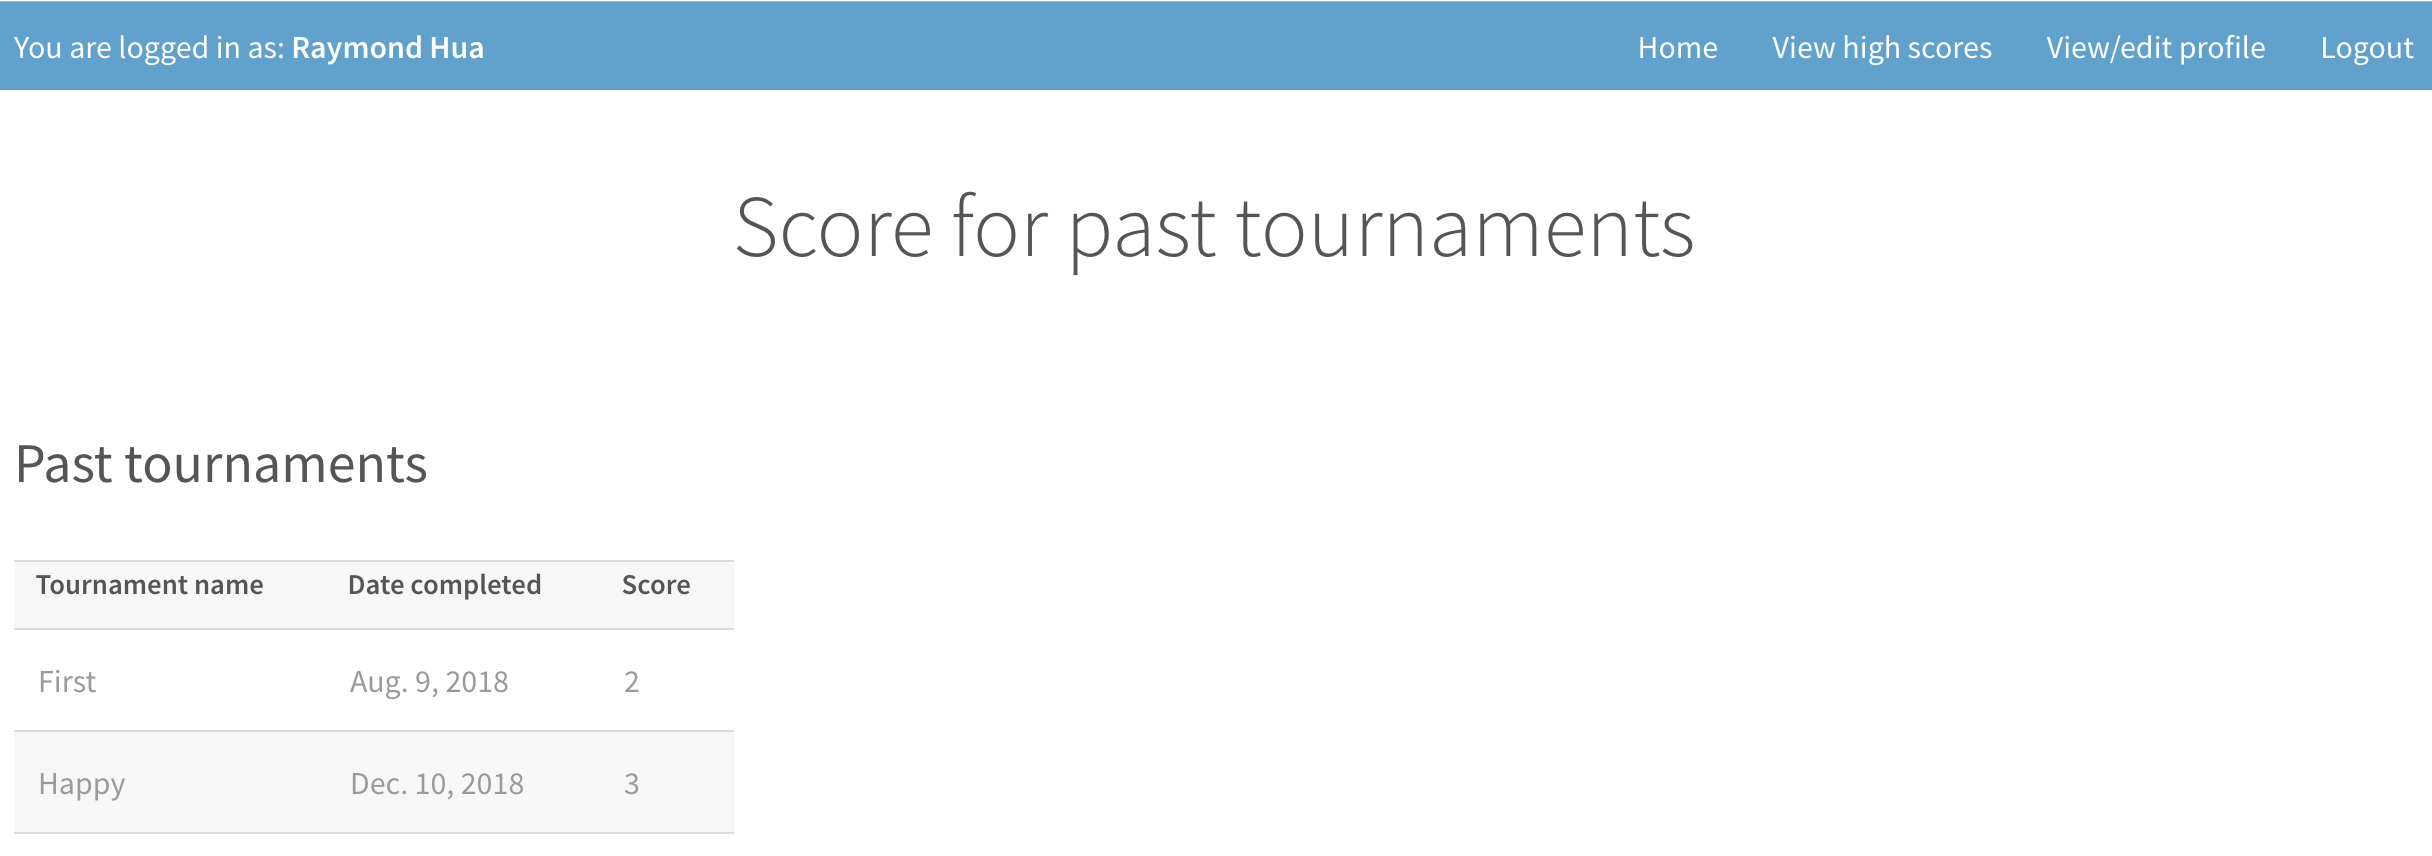 You are logged in as: Raymond Hua Home View high scores View/edit profile Logout
Score for past tournaments
Past tournaments
Tournament name Date completed Score
First Aug. 9, 2018 2
Happy Dec. 10, 2018 3